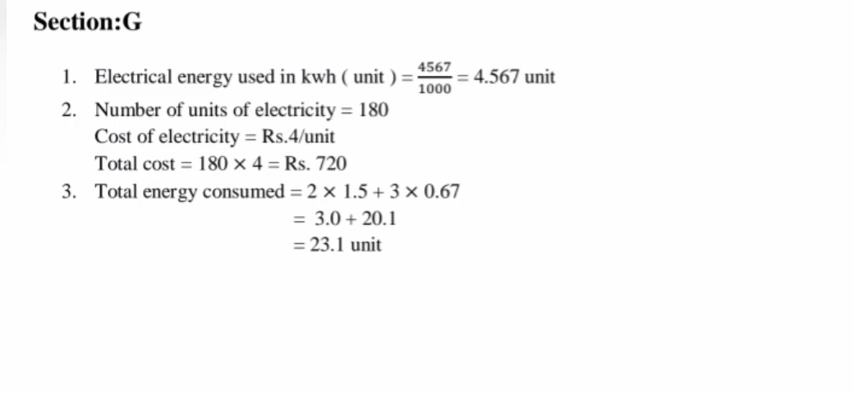 Section:G
1. Electrical energy used in kwh ( unit ) = 4567/1000 = 4.567 unit
2. Number of units of electricity = 180
Cost of electricity = Rs.4/unit
Total cost = 180 × 4 = Rs. 720
3. Total energy consumed = 2 × 1.5 + 3 × 0.67
= 3.0 + 20.1
= 23.1 unit